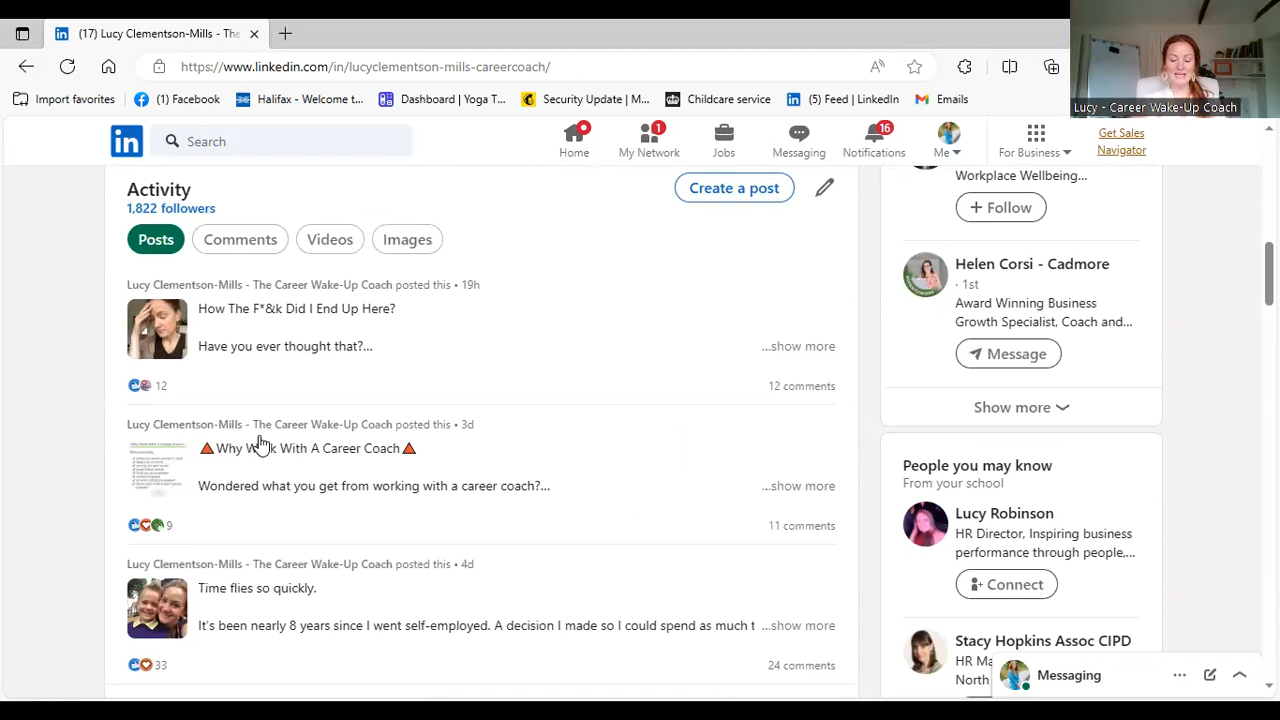 (17) Lucy Clementson-Mills - The
https://www.linkedin.com/in/lucyclementson-mills-careercoach/
Import favorites
(1) Facebook
Halifax - Welcome t...
Dashboard | Yoga T...
Security Update | M...
Childcare service
(5) Feed | LinkedIn
Emails
Lucy - Career Wake-Up Coach
in
Search
Home
1
My Network
Jobs
Messaging
16
Notifications
Me
For Business
Get Sales
Navigator
Activity
1,822 followers
Create a post
Posts
Comments
Videos
Images
Lucy Clementson-Mills - The Career Wake-Up Coach posted this • 19h
How The F*&k Did I End Up Here?
Have you ever thought that?...
...show more
12
12 comments
Lucy Clementson-Mills - The Career Wake-Up Coach posted this • 3d
Why Work With A Career Coach
Wondered what you get from working with a career coach?...
...show more
9
11 comments
Lucy Clementson-Mills - The Career Wake-Up Coach posted this • 4d
Time flies so quickly.
It's been nearly 8 years since I went self-employed. A decision I made so I could spend as much t
...show more
33
24 comments
Workplace Wellbeing...
+ Follow
Helen Corsi - Cadmore
· 1st
Award Winning Business
Growth Specialist, Coach and...
Message
Show more
People you may know
From your school
Lucy Robinson
HR Director, Inspiring business
performance through people,...
Connect
Stacy Hopkins Assoc CIPD
HR Ma
North
Messaging